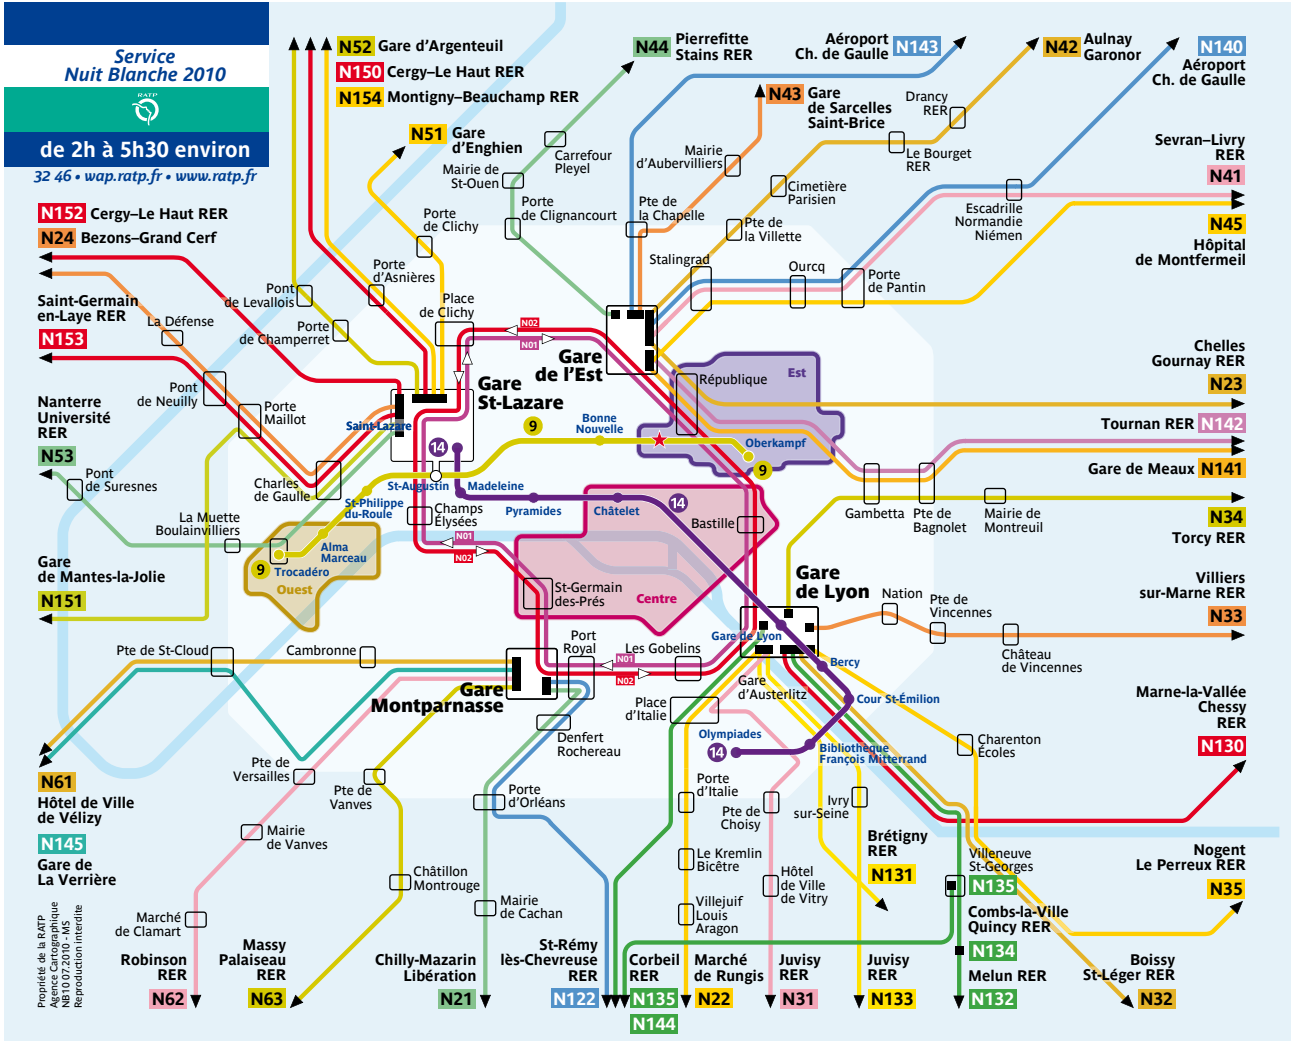 Service
Nuit Blanche 2010
RATP
de 2h à 5h30 environ
32 46 • wap.ratp.fr • www.ratp.fr
N52 Gare d'Argenteuil
N150 Cergy–Le Haut RER
N154 Montigny–Beauchamp RER
N51 Gare
d'Enghien
N44 Pierrefitte
Stains RER
Aéroport
Ch. de Gaulle N143
N42 Aulnay
Garonor
N140
Aéroport
Ch. de Gaulle
N43 Gare
de Sarcelles
Saint-Brice
Drancy
RER
Le Bourget
RER
Carrefour
Pleyel
Mairie de
St-Ouen
Mairie
d'Aubervilliers
Cimetière
Parisien
Sevran–Livry
RER
N41
N45
Hôpital
de Montfermeil
Escadrille
Normandie
Niémen
N152 Cergy–Le Haut RER
N24 Bezons–Grand Cerf
Porte
de Clichy
Porte
de Clignancourt
Pte de
la Chapelle
Pte de
la Villette
Stalingrad
Ourcq
Porte
de Pantin
Porte
d'Asnières
Pont
de Levallois
Porte
de Champerret
Place
de Clichy
Saint-Germain
en-Laye RER
N153
La Défense
N02
N01
Gare
de l'Est
Gare
St-Lazare
République
Est
Chelles
Gournay RER
N23
Tournan RER N142
Gare de Meaux N141
Nanterre
Université
RER
N53
Pont
de Neuilly
Porte
Maillot
Saint-Lazare
14
9
Bonne
Nouvelle
Oberkampf
9
Pont
de Suresnes
Charles
de Gaulle
St-Augustin
Madeleine
Pyramides
Châtelet
14
St-Philippe
du-Roule
Champs
Élysées
Bastille
Gambetta
Pte de
Bagnolet
Mairie de
Montreuil
N34
Torcy RER
La Muette
Boulainvilliers
Alma
Marceau
9
Trocadéro
Ouest
N01
N02
St-Germain
des-Prés
Centre
Gare
de Mantes-la-Jolie
N151
Gare
de Lyon
Gare de Lyon
Nation
Pte de
Vincennes
Château
de Vincennes
Villiers
sur-Marne RER
N33
Pte de St-Cloud
Cambronne
Port
Royal
Les Gobelins
N01
N02
Bercy
Gare
Montparnasse
Gare
d'Austerlitz
Cour St-Émilion
Place
d'Italie
Olympiades
14
Bibliothèque
François Mitterrand
Denfert
Rochereau
Charenton
Écoles
Marne-la-Vallée
Chessy
RER
N130
N61
Hôtel de Ville
de Vélizy
N145
Gare de
La Verrière
Pte de
Versailles
Pte de
Vanves
Mairie
de Vanves
Porte
d'Orléans
Porte
d'Italie
Pte de
Choisy
Ivry
sur-Seine
Brétigny
RER
N131
Le Kremlin
Bicêtre
Hôtel
de Ville
de Vitry
Villeneuve
St-Georges
N135
Nogent
Le Perreux RER
N35
Châtillon
Montrouge
Mairie
de Cachan
Villejuif
Louis
Aragon
Combs-la-Ville
Quincy RER
N134
Marché
de Clamart
Robinson
RER
N62
Massy
Palaiseau
RER
N63
Chilly-Mazarin
Libération
N21
St-Rémy
lès-Chevreuse
RER
N122
Corbeil
RER
N135
N144
Marché
de Rungis
N22
Juvisy
RER
N31
Juvisy
RER
N133
Melun RER
N132
Boissy
St-Léger RER
N32
Propriété de la RATP
Agence Cartographique
NB10 07.2010 - MS
Reproduction interdite